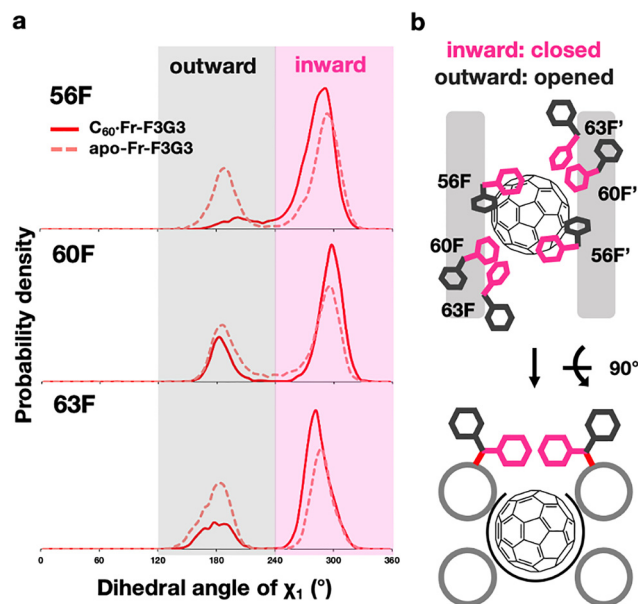 a
outward
inward
56F
C60·Fr-F3G3
apo-Fr-F3G3
60F
63F
Probability density
0
60
120
180
240
300
360
Dihedral angle of χ1 (°)
b
inward: closed
outward: opened
63F’
56F
60F’
60F
56F’
63F
90°